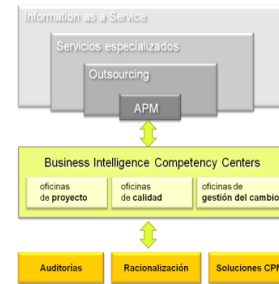 Information as a Service
Servicios especializados
Outsourcing
APM
Business Intelligence Competency Centers
oficinas
de proyecto
oficinas
de calidad
oficinas de
gestión del cambio
Auditorías
Racionalización
Soluciones CPM